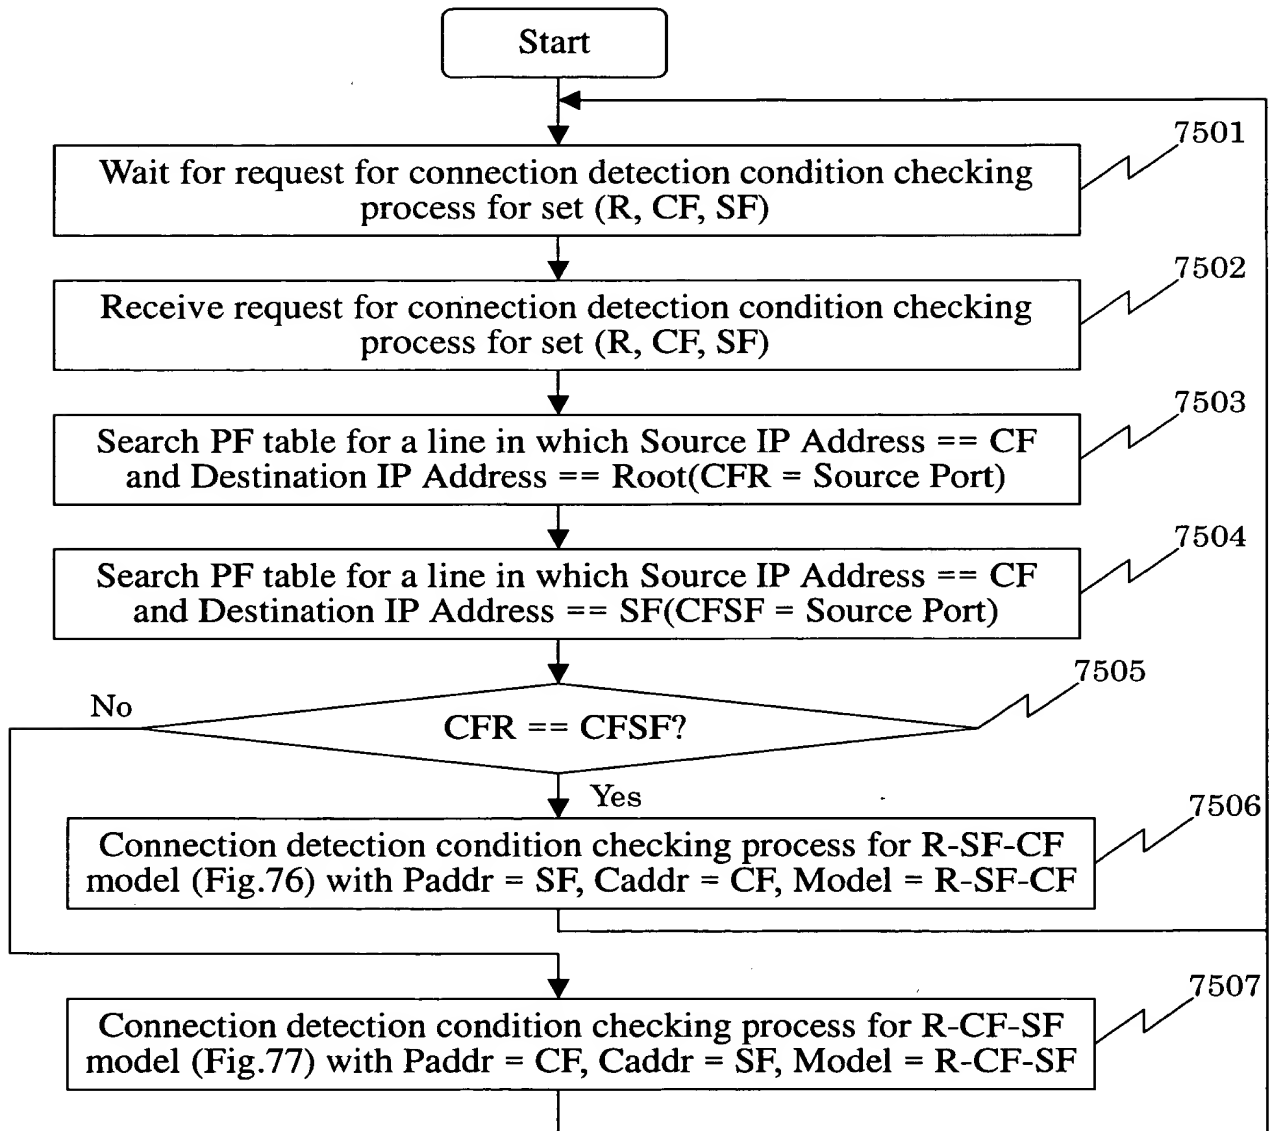 Start
7501
Wait for request for connection detection condition checking
process for set (R, CF, SF)
7502
Receive request for connection detection condition checking
process for set (R, CF, SF)
7503
Search PF table for a line in which Source IP Address == CF
and Destination IP Address == Root(CFR = Source Port)
7504
Search PF table for a line in which Source IP Address == CF
and Destination IP Address == SF(CFSF = Source Port)
7505
No
CFR == CFSF?
Yes
7506
Connection detection condition checking process for R-SF-CF
model (Fig.76) with Paddr = SF, Caddr = CF, Model = R-SF-CF
7507
Connection detection condition checking process for R-CF-SF
model (Fig.77) with Paddr = CF, Caddr = SF, Model = R-CF-SF